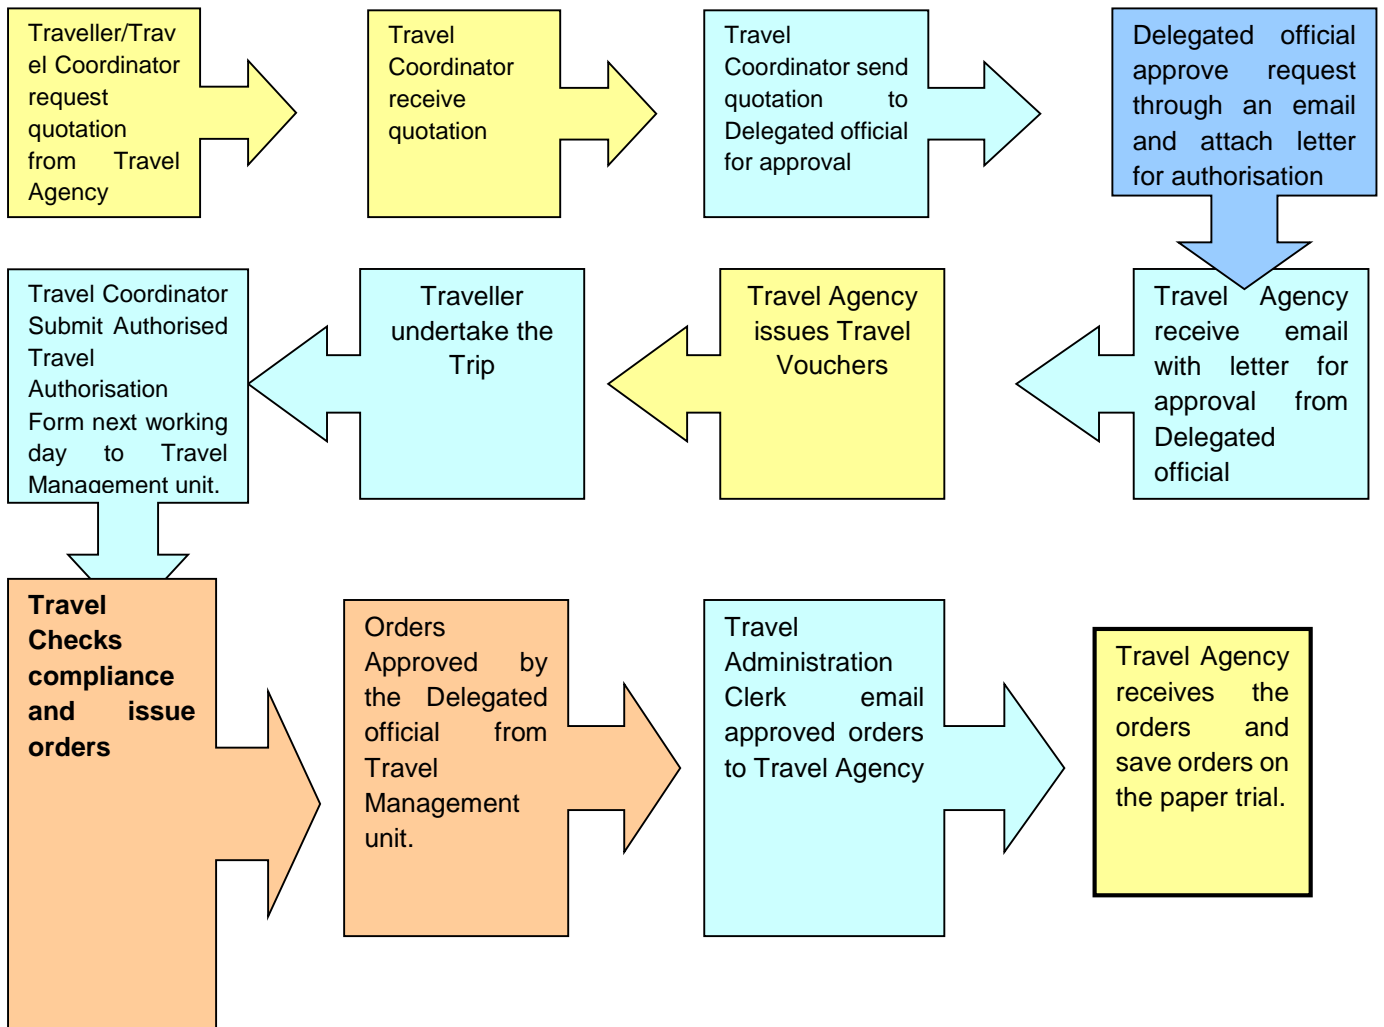 Traveller/Trav
el Coordinator
request
quotation
from Travel
Agency
Travel
Coordinator
receive
quotation
Travel
Coordinator send
quotation to
Delegated official
for approval
Delegated official
approve request
through an email
and attach letter
for authorisation
Travel Coordinator
Submit Authorised
Travel
Authorisation
Form next working
day to Travel
Management unit.
Traveller
undertake the
Trip
Travel Agency
issues Travel
Vouchers
Travel Agency
receive email
with letter for
approval from
Delegated
official
Travel
Checks
compliance
and issue
orders
Orders
Approved by
the Delegated
official from
Travel
Management
unit.
Travel
Administration
Clerk email
approved orders
to Travel Agency
Travel Agency
receives the
orders and
save orders on
the paper trial.